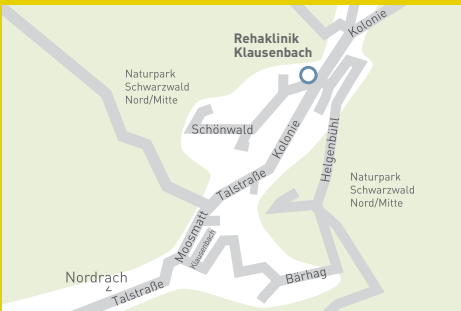 Kolonie
Rehaklinik
Klausenbach
Naturpark
Schwarzwald
Nord/Mitte
Schönwald
Kolonie
Helgenbühl
Talstraße
Naturpark
Schwarzwald
Nord/Mitte
Moosmatt
Klausenbach
Bärhag
Nordrach
Talstraße